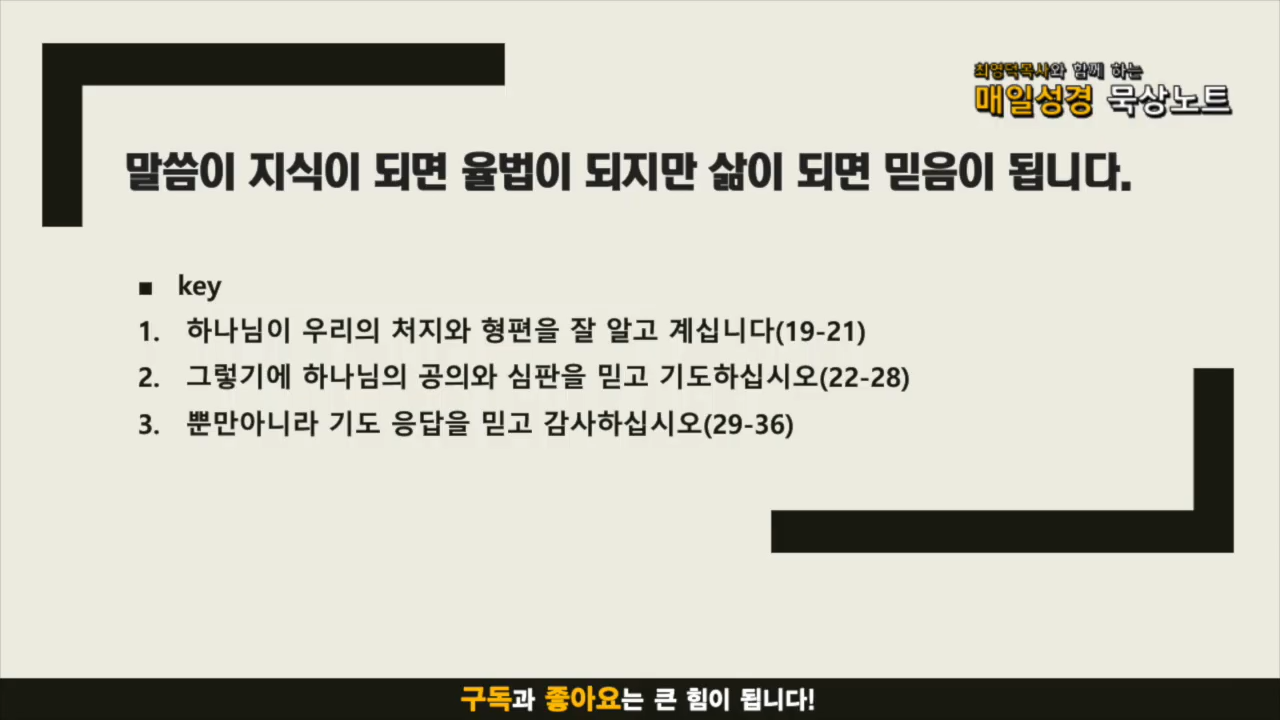 최영덕목사와 함께 하는
매일성경 묵상노트
말씀이 지식이 되면 율법이 되지만 삶이 되면 믿음이 됩니다.
■ key
1. 하나님이 우리의 처지와 형편을 잘 알고 계십니다(19-21)
2. 그렇기에 하나님의 공의와 심판을 믿고 기도하십시오(22-28)
3. 뿐만아니라 기도 응답을 믿고 감사하십시오(29-36)
구독과 좋아요는 큰 힘이 됩니다!